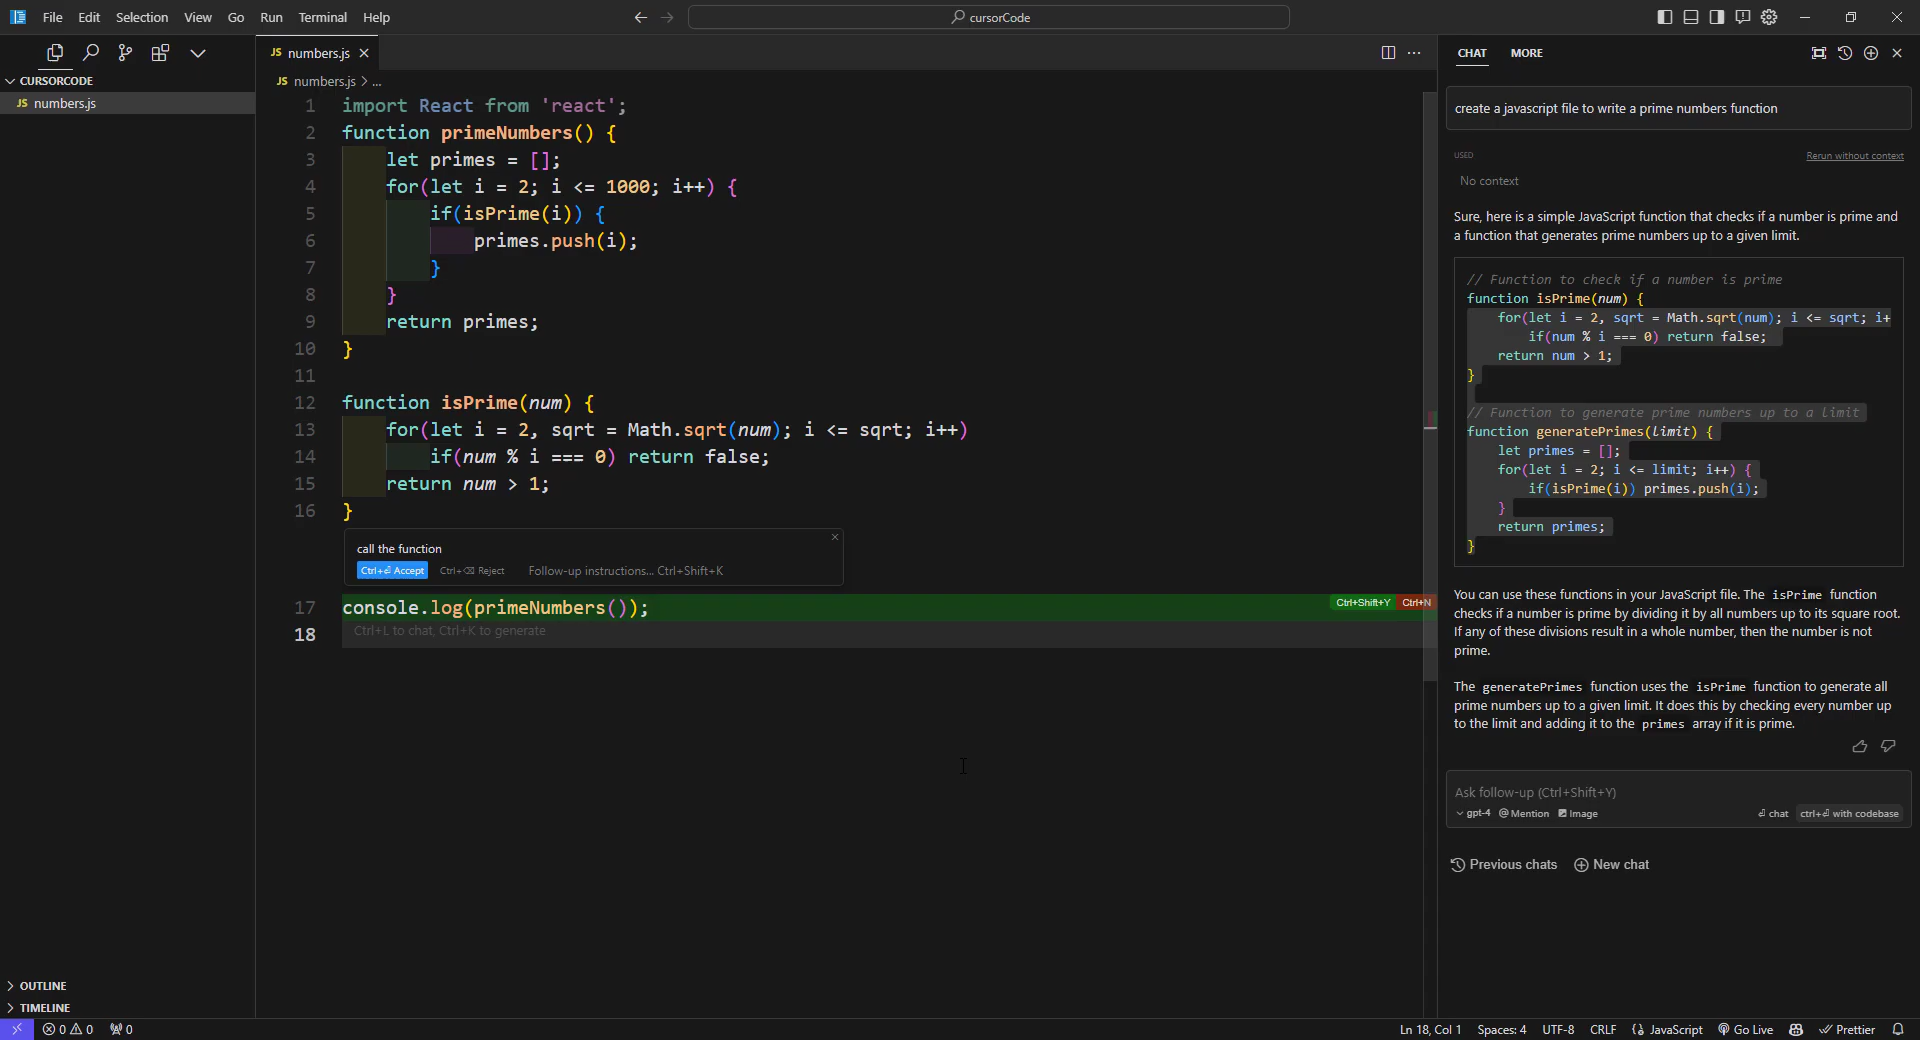 File Edit Selection View Go Run Terminal Help
cursorCode
CURSORCODE
JS numbers.js
JS numbers.js
JS numbers.js > ...
1 import React from 'react';
2 function primeNumbers() {
3 let primes = [];
4 for(let i = 2; i <= 1000; i++) {
5 if(isPrime(i)) {
6 primes.push(i);
7 }
8 }
9 return primes;
10 }
11
12 function isPrime(num) {
13 for(let i = 2, sqrt = Math.sqrt(num); i <= sqrt; i++)
14 if(num % i === 0) return false;
15 return num > 1;
16 }
call the function
Ctrl+⏎ Accept Ctrl+⌫ Reject Follow-up instructions... Ctrl+Shift+K
17 console.log(primeNumbers()); Ctrl+Shift+Y Ctrl+N
18 Ctrl+L to chat, Ctrl+K to generate
CHAT MORE
create a javascript file to write a prime numbers function
USED Rerun without context
No context
Sure, here is a simple JavaScript function that checks if a number is prime and
a function that generates prime numbers up to a given limit.
// Function to check if a number is prime
function isPrime(num) {
for(let i = 2, sqrt = Math.sqrt(num); i <= sqrt; i+
if(num % i === 0) return false;
return num > 1;
}
// Function to generate prime numbers up to a limit
function generatePrimes(limit) {
let primes = [];
for(let i = 2; i <= limit; i++) {
if(isPrime(i)) primes.push(i);
}
return primes;
}
You can use these functions in your JavaScript file. The isPrime function
checks if a number is prime by dividing it by all numbers up to its square root.
If any of these divisions result in a whole number, then the number is not
prime.
The generatePrimes function uses the isPrime function to generate all
prime numbers up to a given limit. It does this by checking every number up
to the limit and adding it to the primes array if it is prime.
Ask follow-up (Ctrl+Shift+Y)
gpt-4 @ Mention Image ⏎ chat ctrl+⏎ with codebase
Previous chats New chat
OUTLINE
TIMELINE
0 0 0 Ln 18, Col 1 Spaces: 4 UTF-8 CRLF {} JavaScript Go Live Prettier